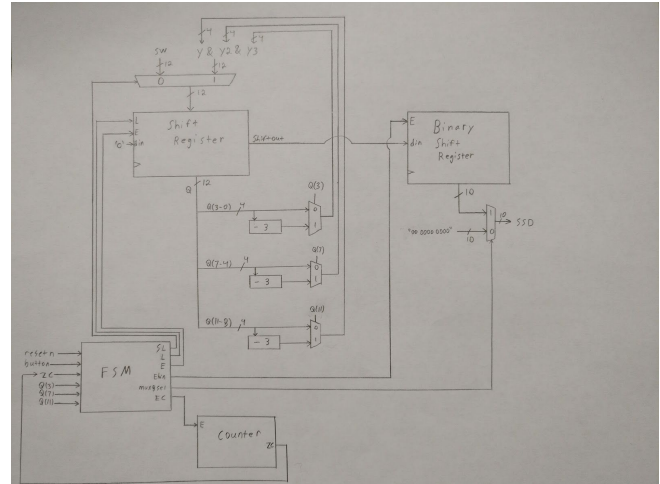 4 4 4
Y & Y2 & Y3
SW
12 12
0 1
12
L
E
"0" din
Shift
Register
Shiftout
E
din
Binary
Shift
Register
12
Q
10
Q(3)
Q(3-0) 4
0
1
- 3
1
0
10
SSD
"00 0000 0000"
10
Q(7)
Q(7-4) 4
0
1
- 3
Q(11)
Q(11-8) 4
0
1
- 3
resetn
button
ZC
Q(3)
Q(7)
Q(11)
FSM
SL
L
E
EC
E
Counter
ZC